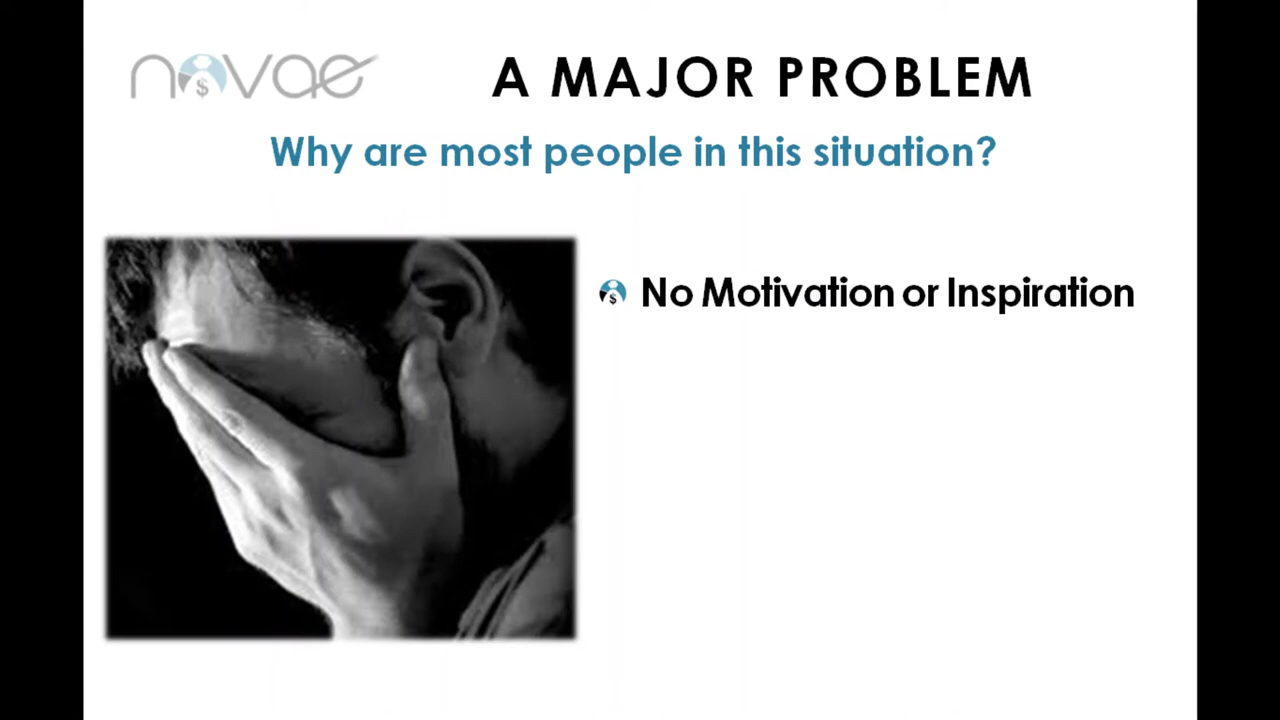 novae
A MAJOR PROBLEM
Why are most people in this situation?
$
No Motivation or Inspiration
$